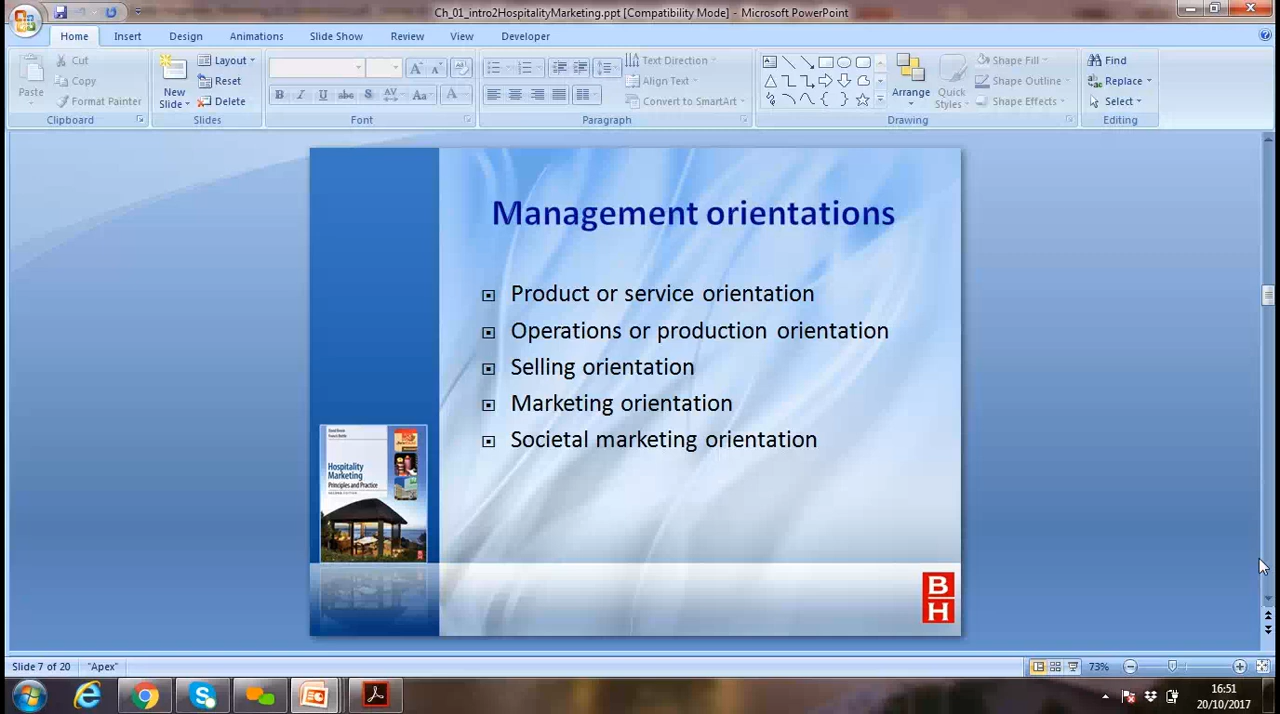 Ch_01_intro2HospitalityMarketing.ppt [Compatibility Mode] - Microsoft PowerPoint
Home Insert Design Animations Slide Show Review View Developer
Paste
Cut
Copy
Format Painter
Clipboard
New
Slide
Layout
Reset
Delete
Slides
B I U abc S AV Aa A
Font
Text Direction
Align Text
Convert to SmartArt
Paragraph
Arrange
Quick
Styles
Shape Fill
Shape Outline
Shape Effects
Drawing
Find
Replace
Select
Editing
Management orientations
Product or service orientation
Operations or production orientation
Selling orientation
Marketing orientation
Societal marketing orientation
Hospitality
Marketing
Principles and Practice
B
H
Slide 7 of 20 "Apex" 73%
16:51
20/10/2017